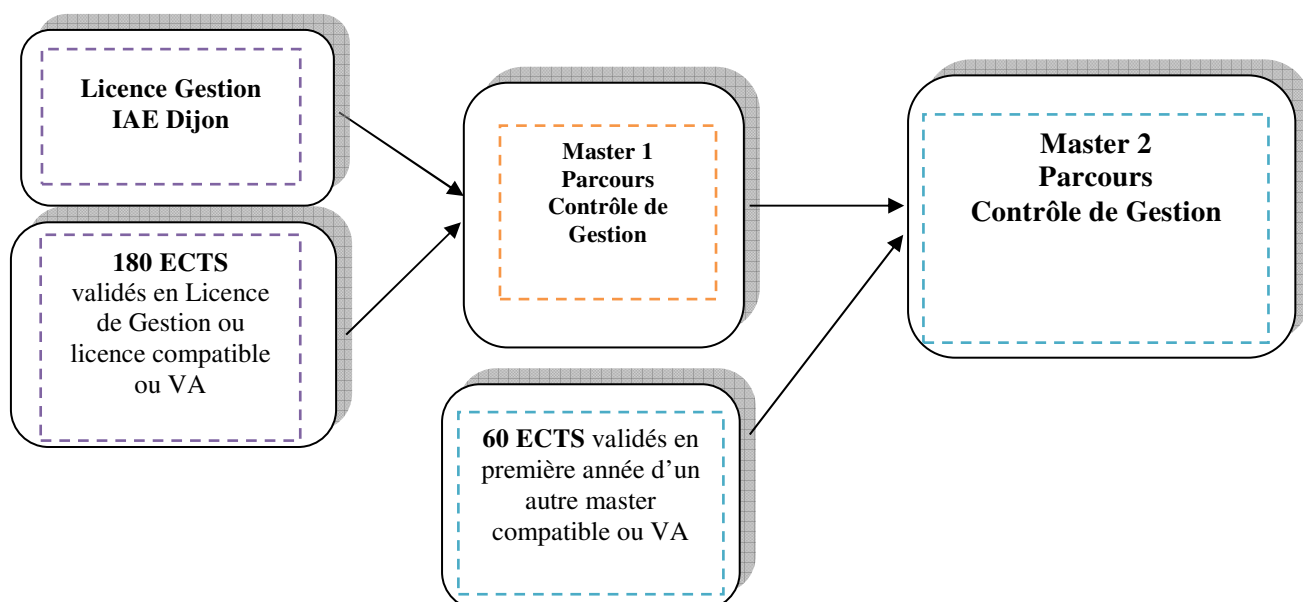 Licence Gestion
IAE Dijon
180 ECTS
validés en Licence
de Gestion ou
licence compatible
ou VA
Master 1
Parcours
Contrôle de
Gestion
60 ECTS validés en
première année d’un
autre master
compatible ou VA
Master 2
Parcours
Contrôle de Gestion